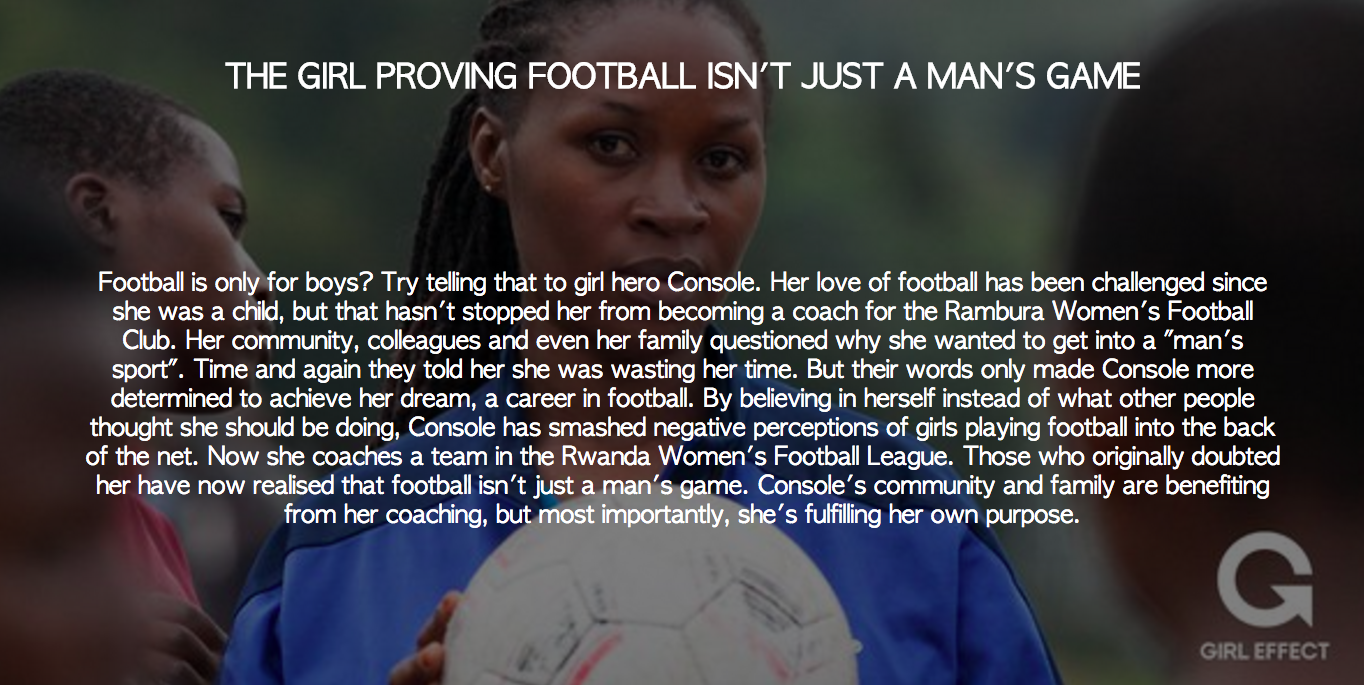 THE GIRL PROVING FOOTBALL ISN'T JUST A MAN'S GAME
Football is only for boys? Try telling that to girl hero Console. Her love of football has been challenged since
she was a child, but that hasn't stopped her from becoming a coach for the Rambura Women's Football
Club. Her community, colleagues and even her family questioned why she wanted to get into a "man's
sport". Time and again they told her she was wasting her time. But their words only made Console more
determined to achieve her dream, a career in football. By believing in herself instead of what other people
thought she should be doing, Console has smashed negative perceptions of girls playing football into the back
of the net. Now she coaches a team in the Rwanda Women's Football League. Those who originally doubted
her have now realised that football isn't just a man's game. Console's community and family are benefiting
from her coaching, but most importantly, she's fulfilling her own purpose.
GIRL EFFECT